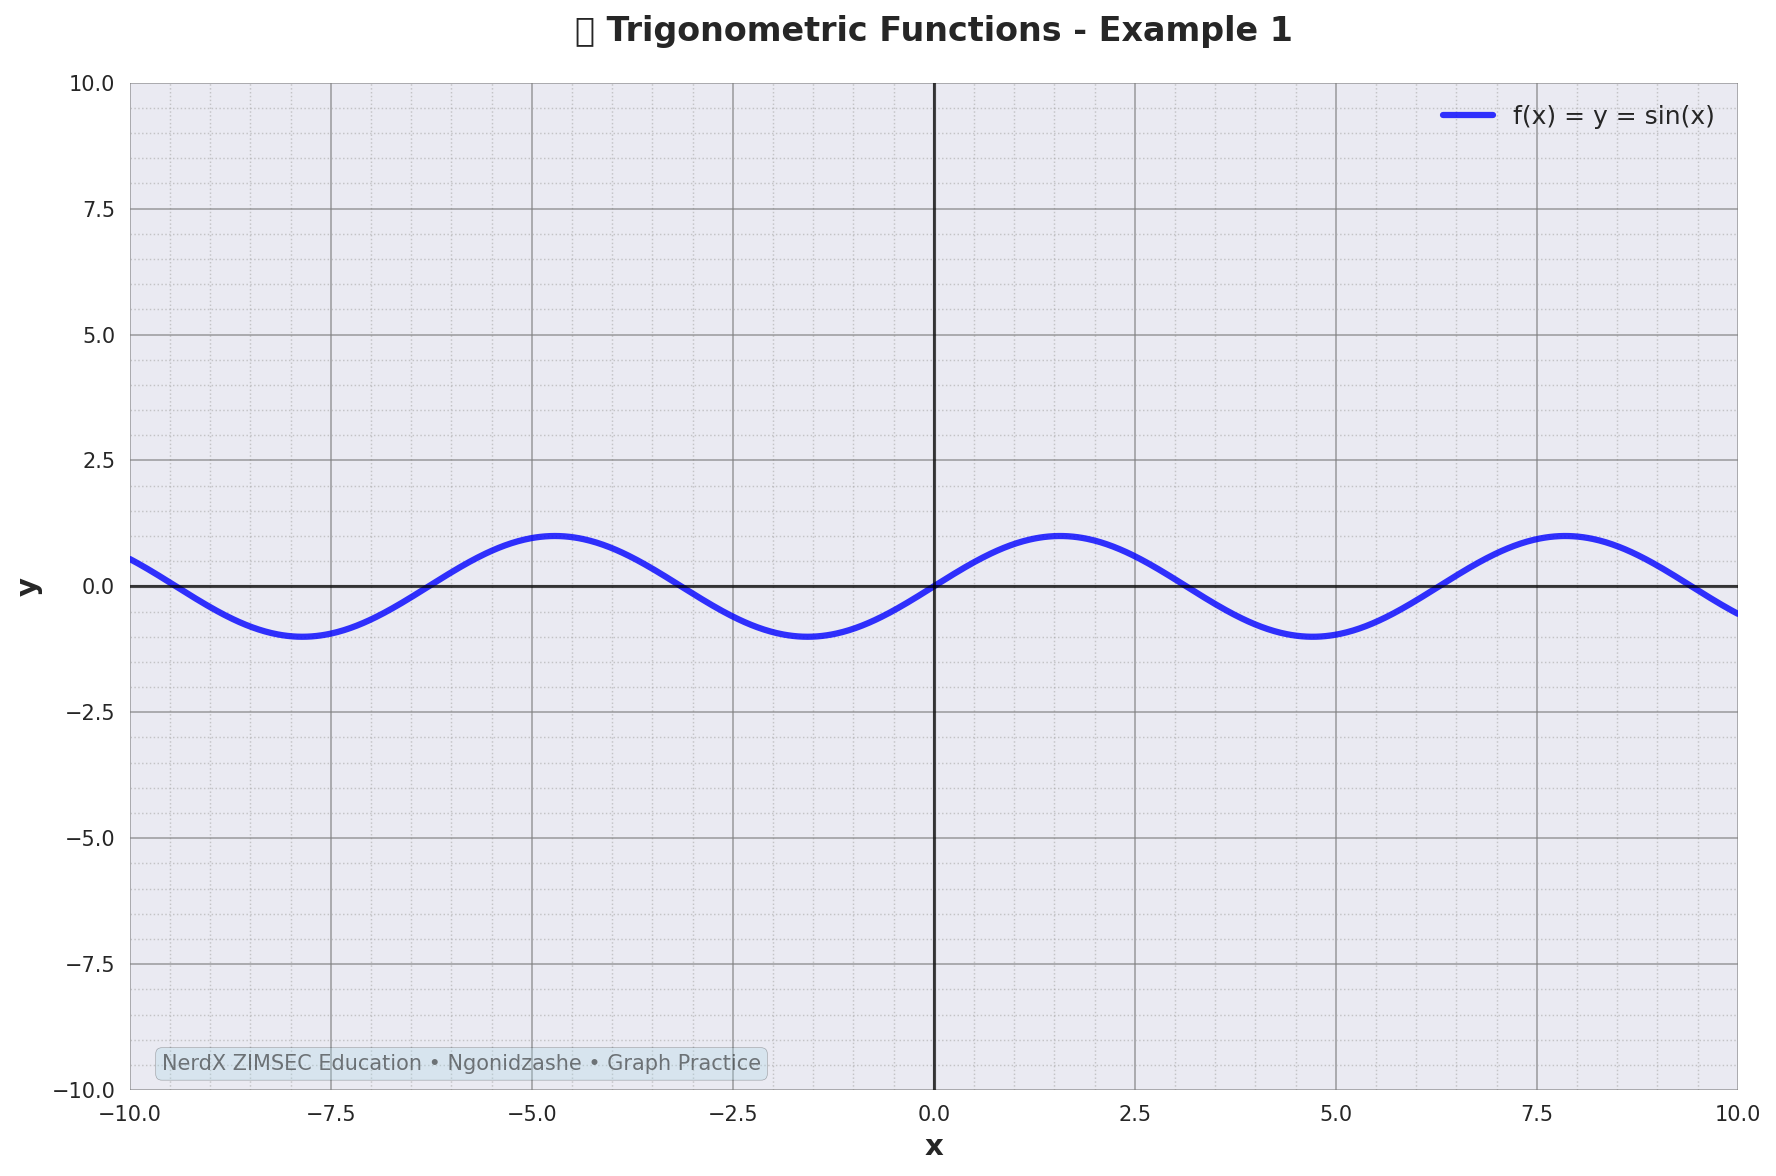 Trigonometric Functions - Example 1
f(x) = y = sin(x)
10.0
7.5
5.0
2.5
0.0
−2.5
−5.0
−7.5
−10.0
y
NerdX ZIMSEC Education • Ngonidzashe • Graph Practice
−10.0 −7.5 −5.0 −2.5 0.0 2.5 5.0 7.5 10.0
x